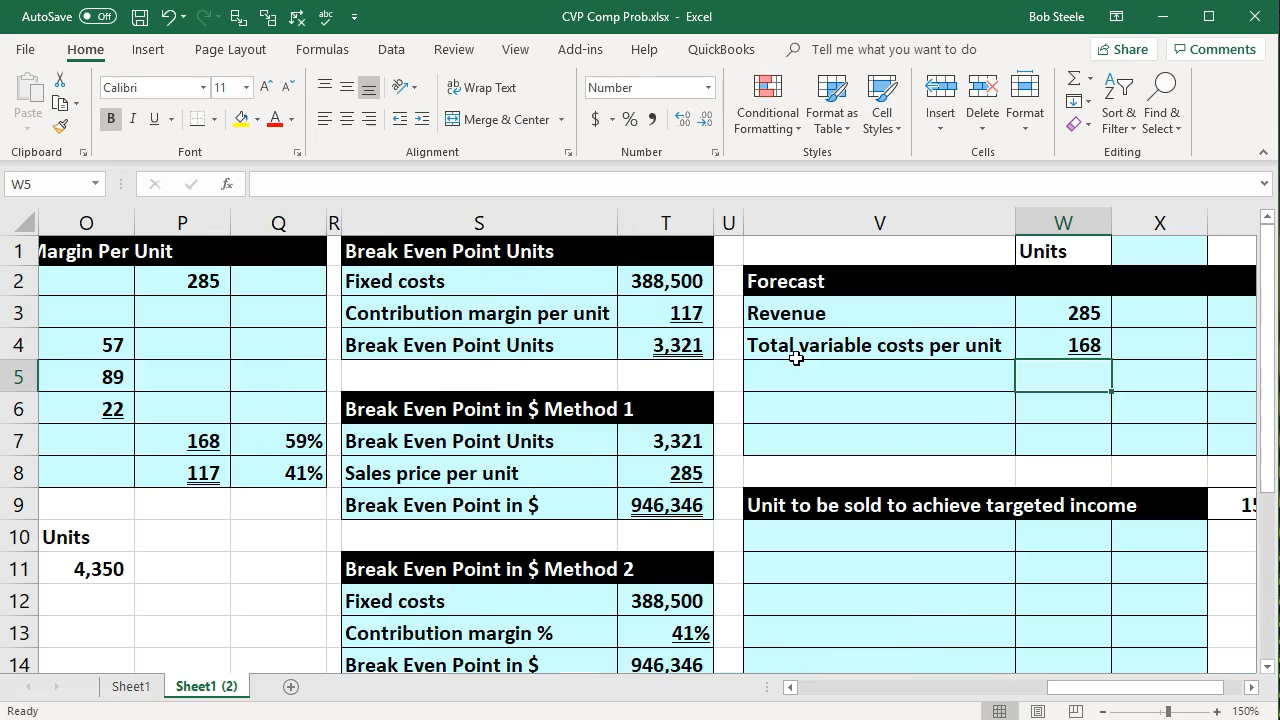 AutoSave Off CVP Comp Prob.xlsx - Excel Bob Steele
File Home Insert Page Layout Formulas Data Review View Add-ins Help QuickBooks Tell me what you want to do Share Comments
Paste Calibri 11 Wrap Text Number Conditional Formatting Format as Table Cell Styles Insert Delete Format Sort & Filter Find & Select
B I U Merge & Center $ %
Clipboard Font Alignment Number Styles Cells Editing
W5 fx
O P Q R S T U V W X
1 Margin Per Unit Break Even Point Units Units
2 285 Fixed costs 388,500 Forecast
3 Contribution margin per unit 117 Revenue 285
4 57 Break Even Point Units 3,321 Total variable costs per unit 168
5 89
6 22 Break Even Point in $ Method 1
7 168 59% Break Even Point Units 3,321
8 117 41% Sales price per unit 285
9 Break Even Point in $ 946,346 Unit to be sold to achieve targeted income
10 Units
11 4,350 Break Even Point in $ Method 2
12 Fixed costs 388,500
13 Contribution margin % 41%
14 Break Even Point in $ 946,346
Sheet1 Sheet1 (2)
Ready 150%